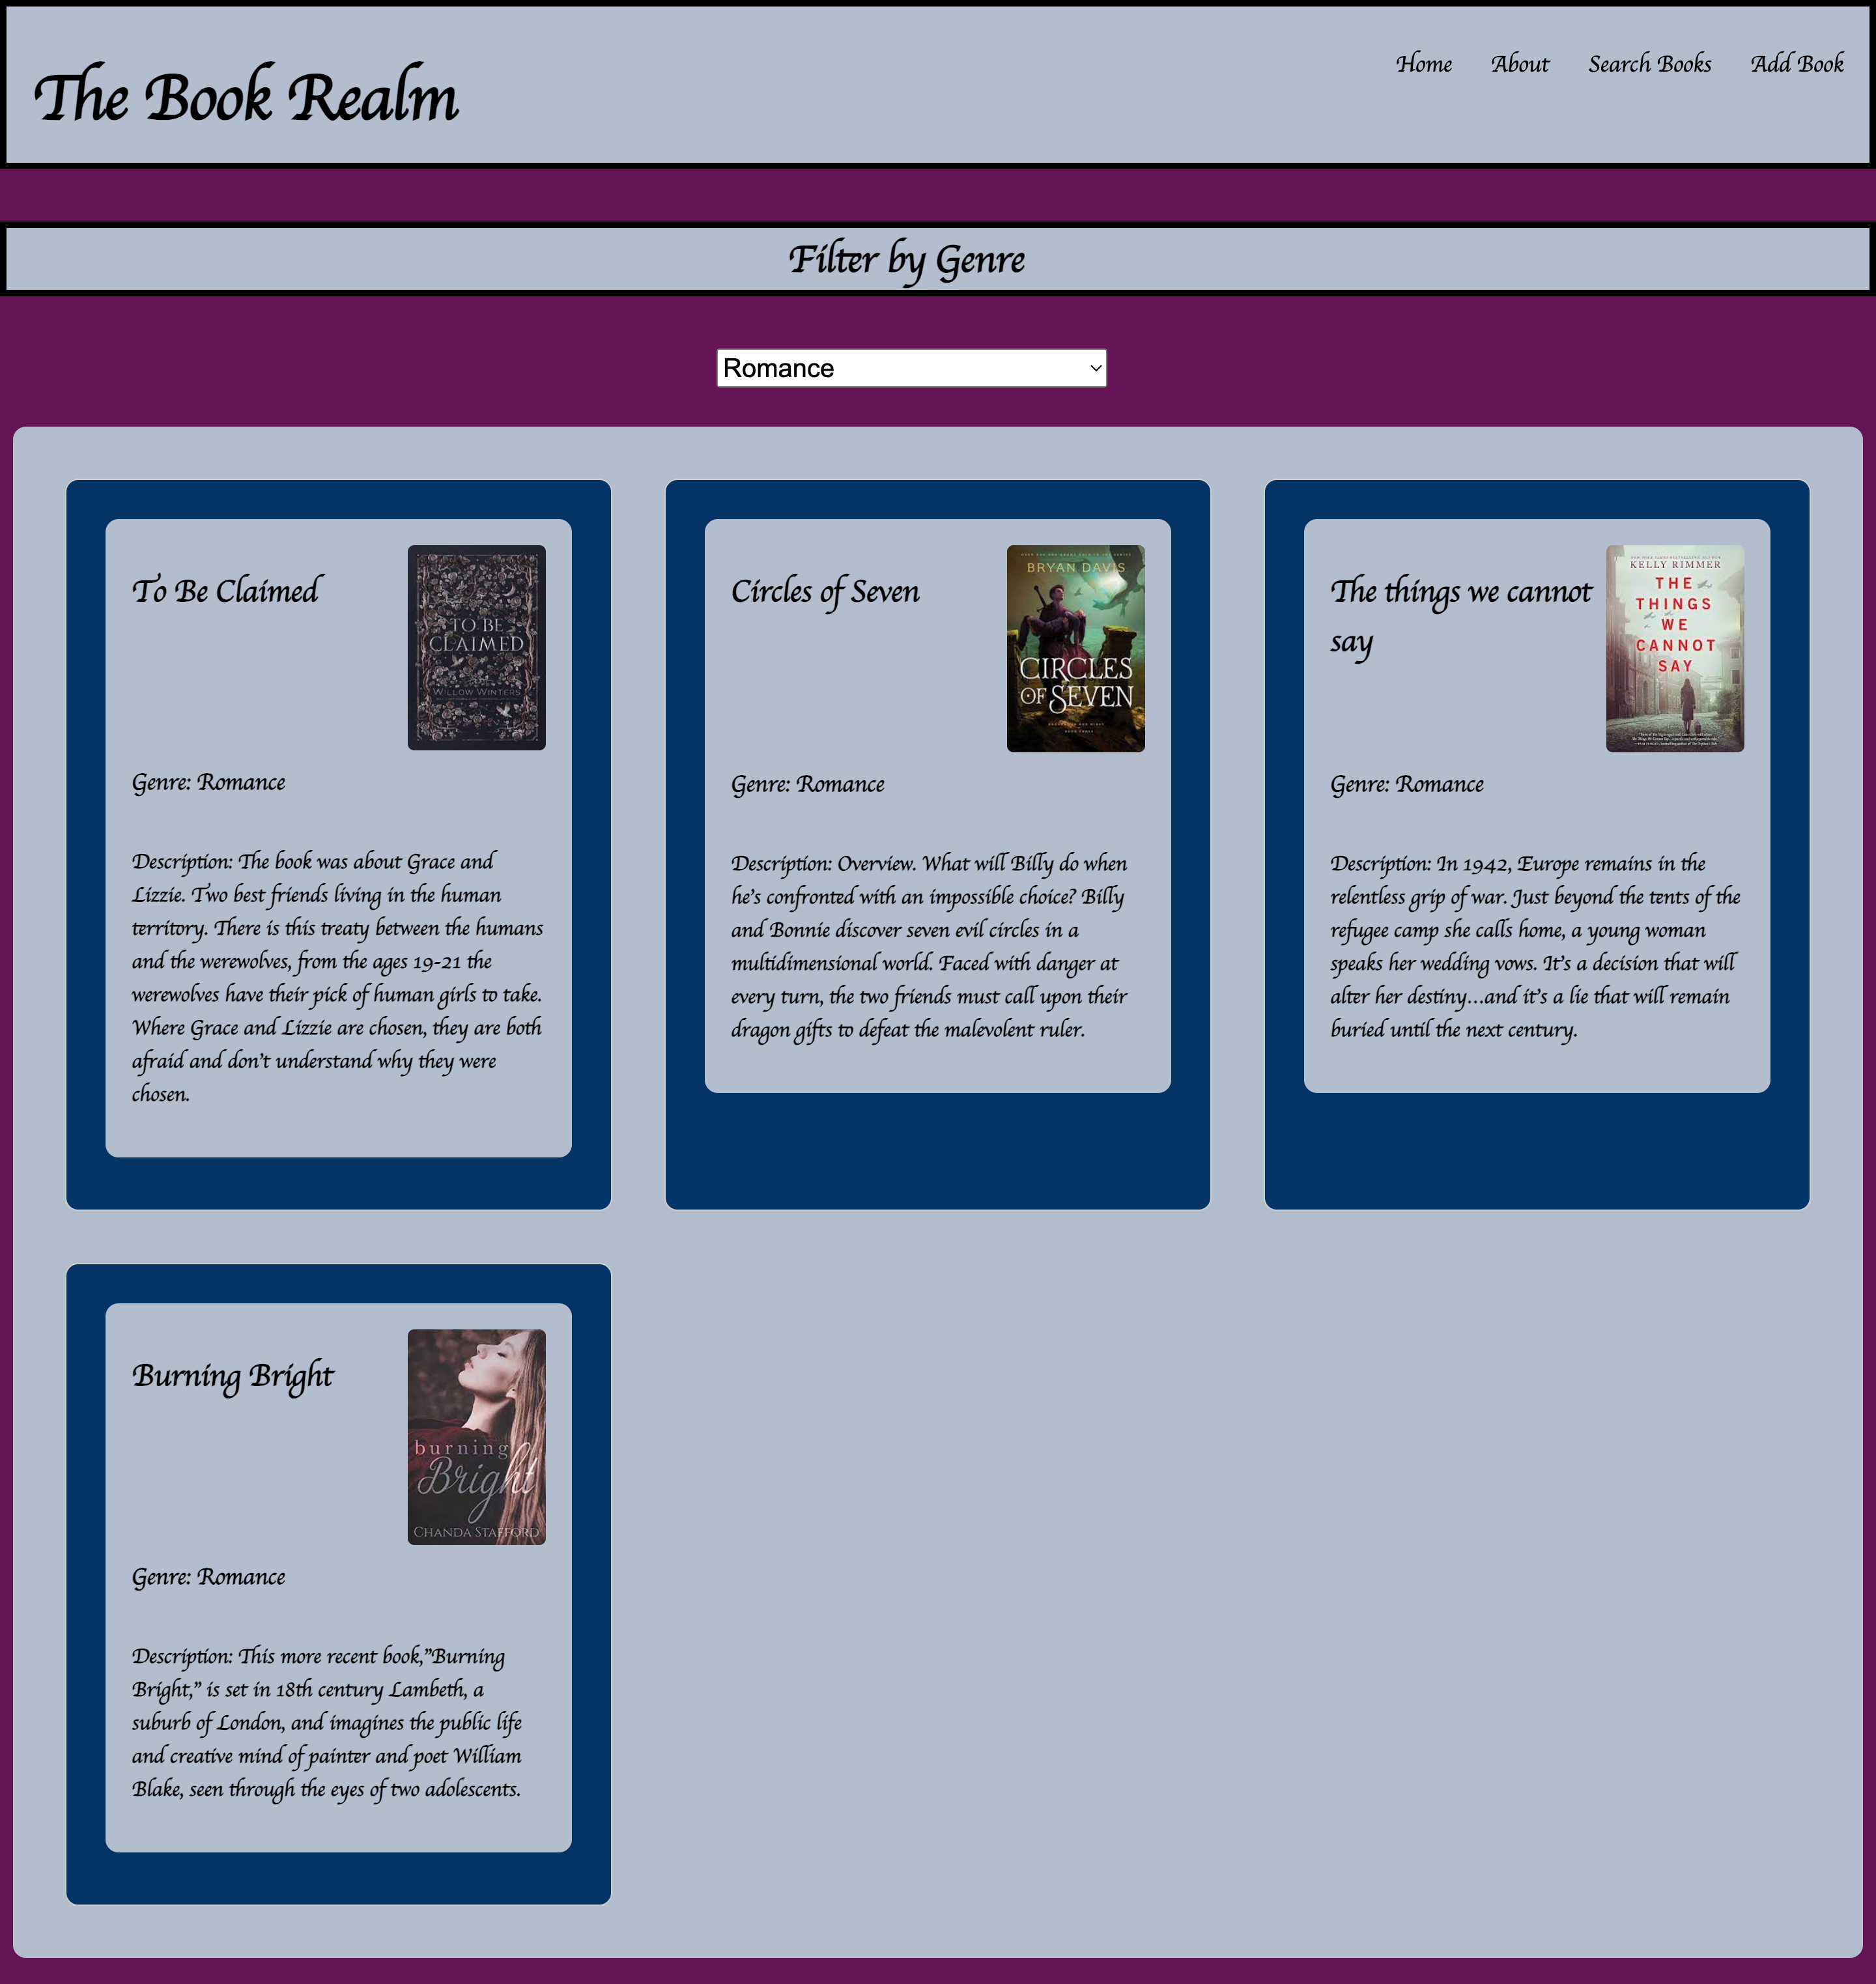 The Book Realm
Home About Search Books Add Book
Filter by Genre
Romance
To Be Claimed
TO BE
CLAIMED
WILLOW WINTERS
Genre: Romance
Description: The book was about Grace and
Lizzie. Two best friends living in the human
territory. There is this treaty between the humans
and the werewolves, from the ages 19-21 the
werewolves have their pick of human girls to take.
Where Grace and Lizzie are chosen, they are both
afraid and don't understand why they were
chosen.
Circles of Seven
BRYAN DAVIS
CIRCLES
OF SEVEN
Genre: Romance
Description: Overview. What will Billy do when
he's confronted with an impossible choice? Billy
and Bonnie discover seven evil circles in a
multidimensional world. Faced with danger at
every turn, the two friends must call upon their
dragon gifts to defeat the malevolent ruler.
The things we cannot
say
KELLY RIMMER
THE
THINGS
WE
CANNOT
SAY
Genre: Romance
Description: In 1942, Europe remains in the
relentless grip of war. Just beyond the tents of the
refugee camp she calls home, a young woman
speaks her wedding vows. It's a decision that will
alter her destiny...and it's a lie that will remain
buried until the next century.
Burning Bright
burning
Bright
CHANDA STAFFORD
Genre: Romance
Description: This more recent book,"Burning
Bright," is set in 18th century Lambeth, a
suburb of London, and imagines the public life
and creative mind of painter and poet William
Blake, seen through the eyes of two adolescents.